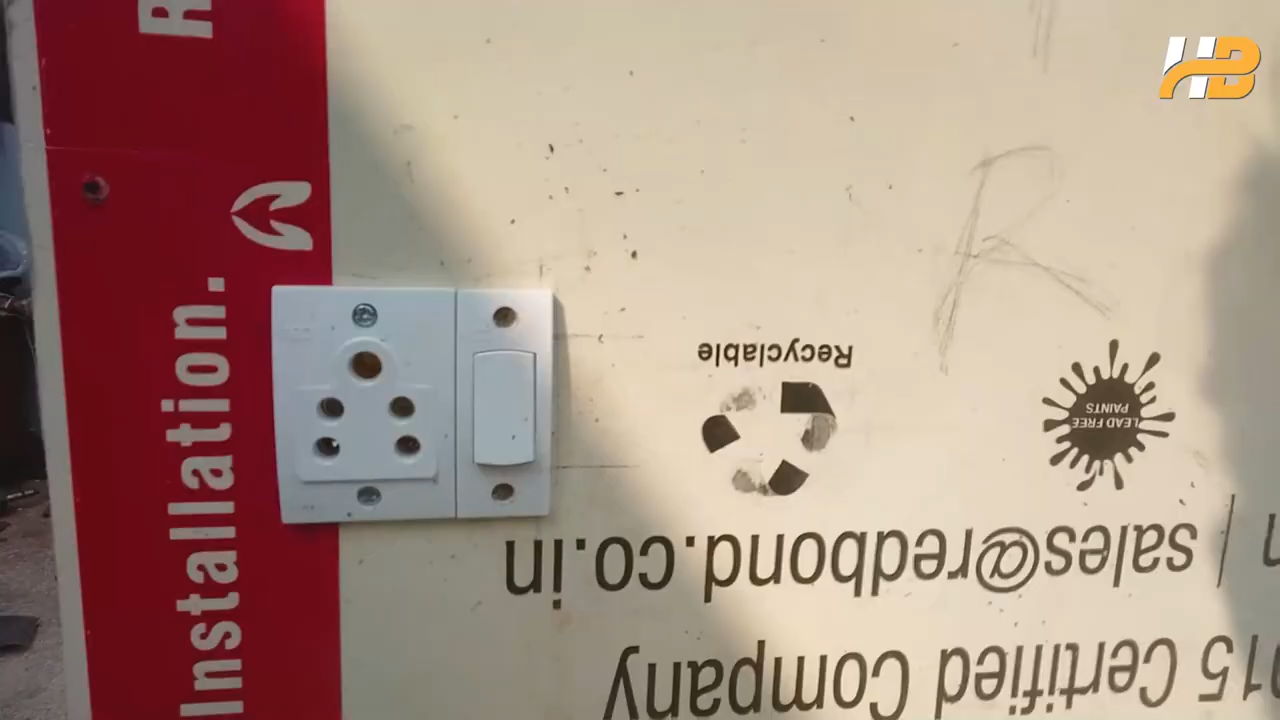 HB
R
Installation.
R
Recyclable
LEAD FREE
PAINTS
| sales@redbond.co.in
15 Certified Company